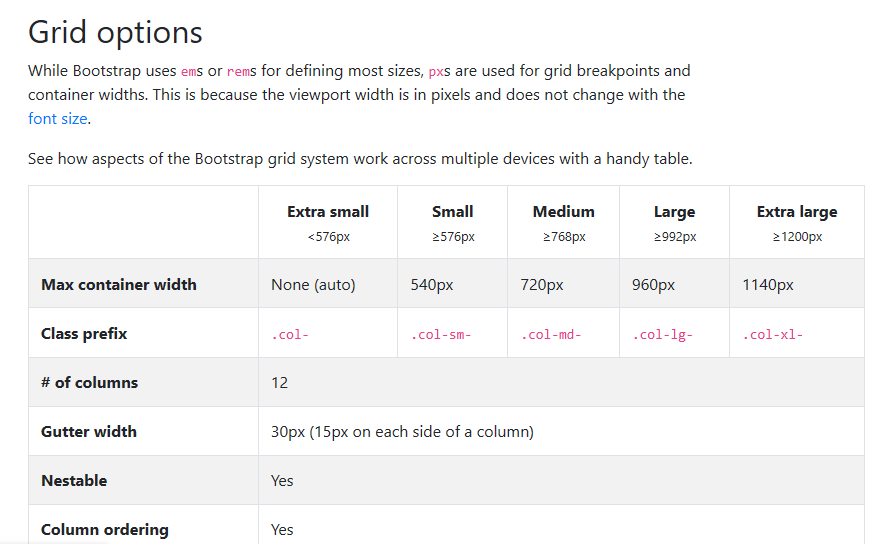 Grid options
While Bootstrap uses ems or rems for defining most sizes, pxs are used for grid breakpoints and
container widths. This is because the viewport width is in pixels and does not change with the
font size.
See how aspects of the Bootstrap grid system work across multiple devices with a handy table.
Extra small Small Medium Large Extra large
<576px ≥576px ≥768px ≥992px ≥1200px
Max container width None (auto) 540px 720px 960px 1140px
Class prefix .col- .col-sm- .col-md- .col-lg- .col-xl-
# of columns 12
Gutter width 30px (15px on each side of a column)
Nestable Yes
Column ordering Yes